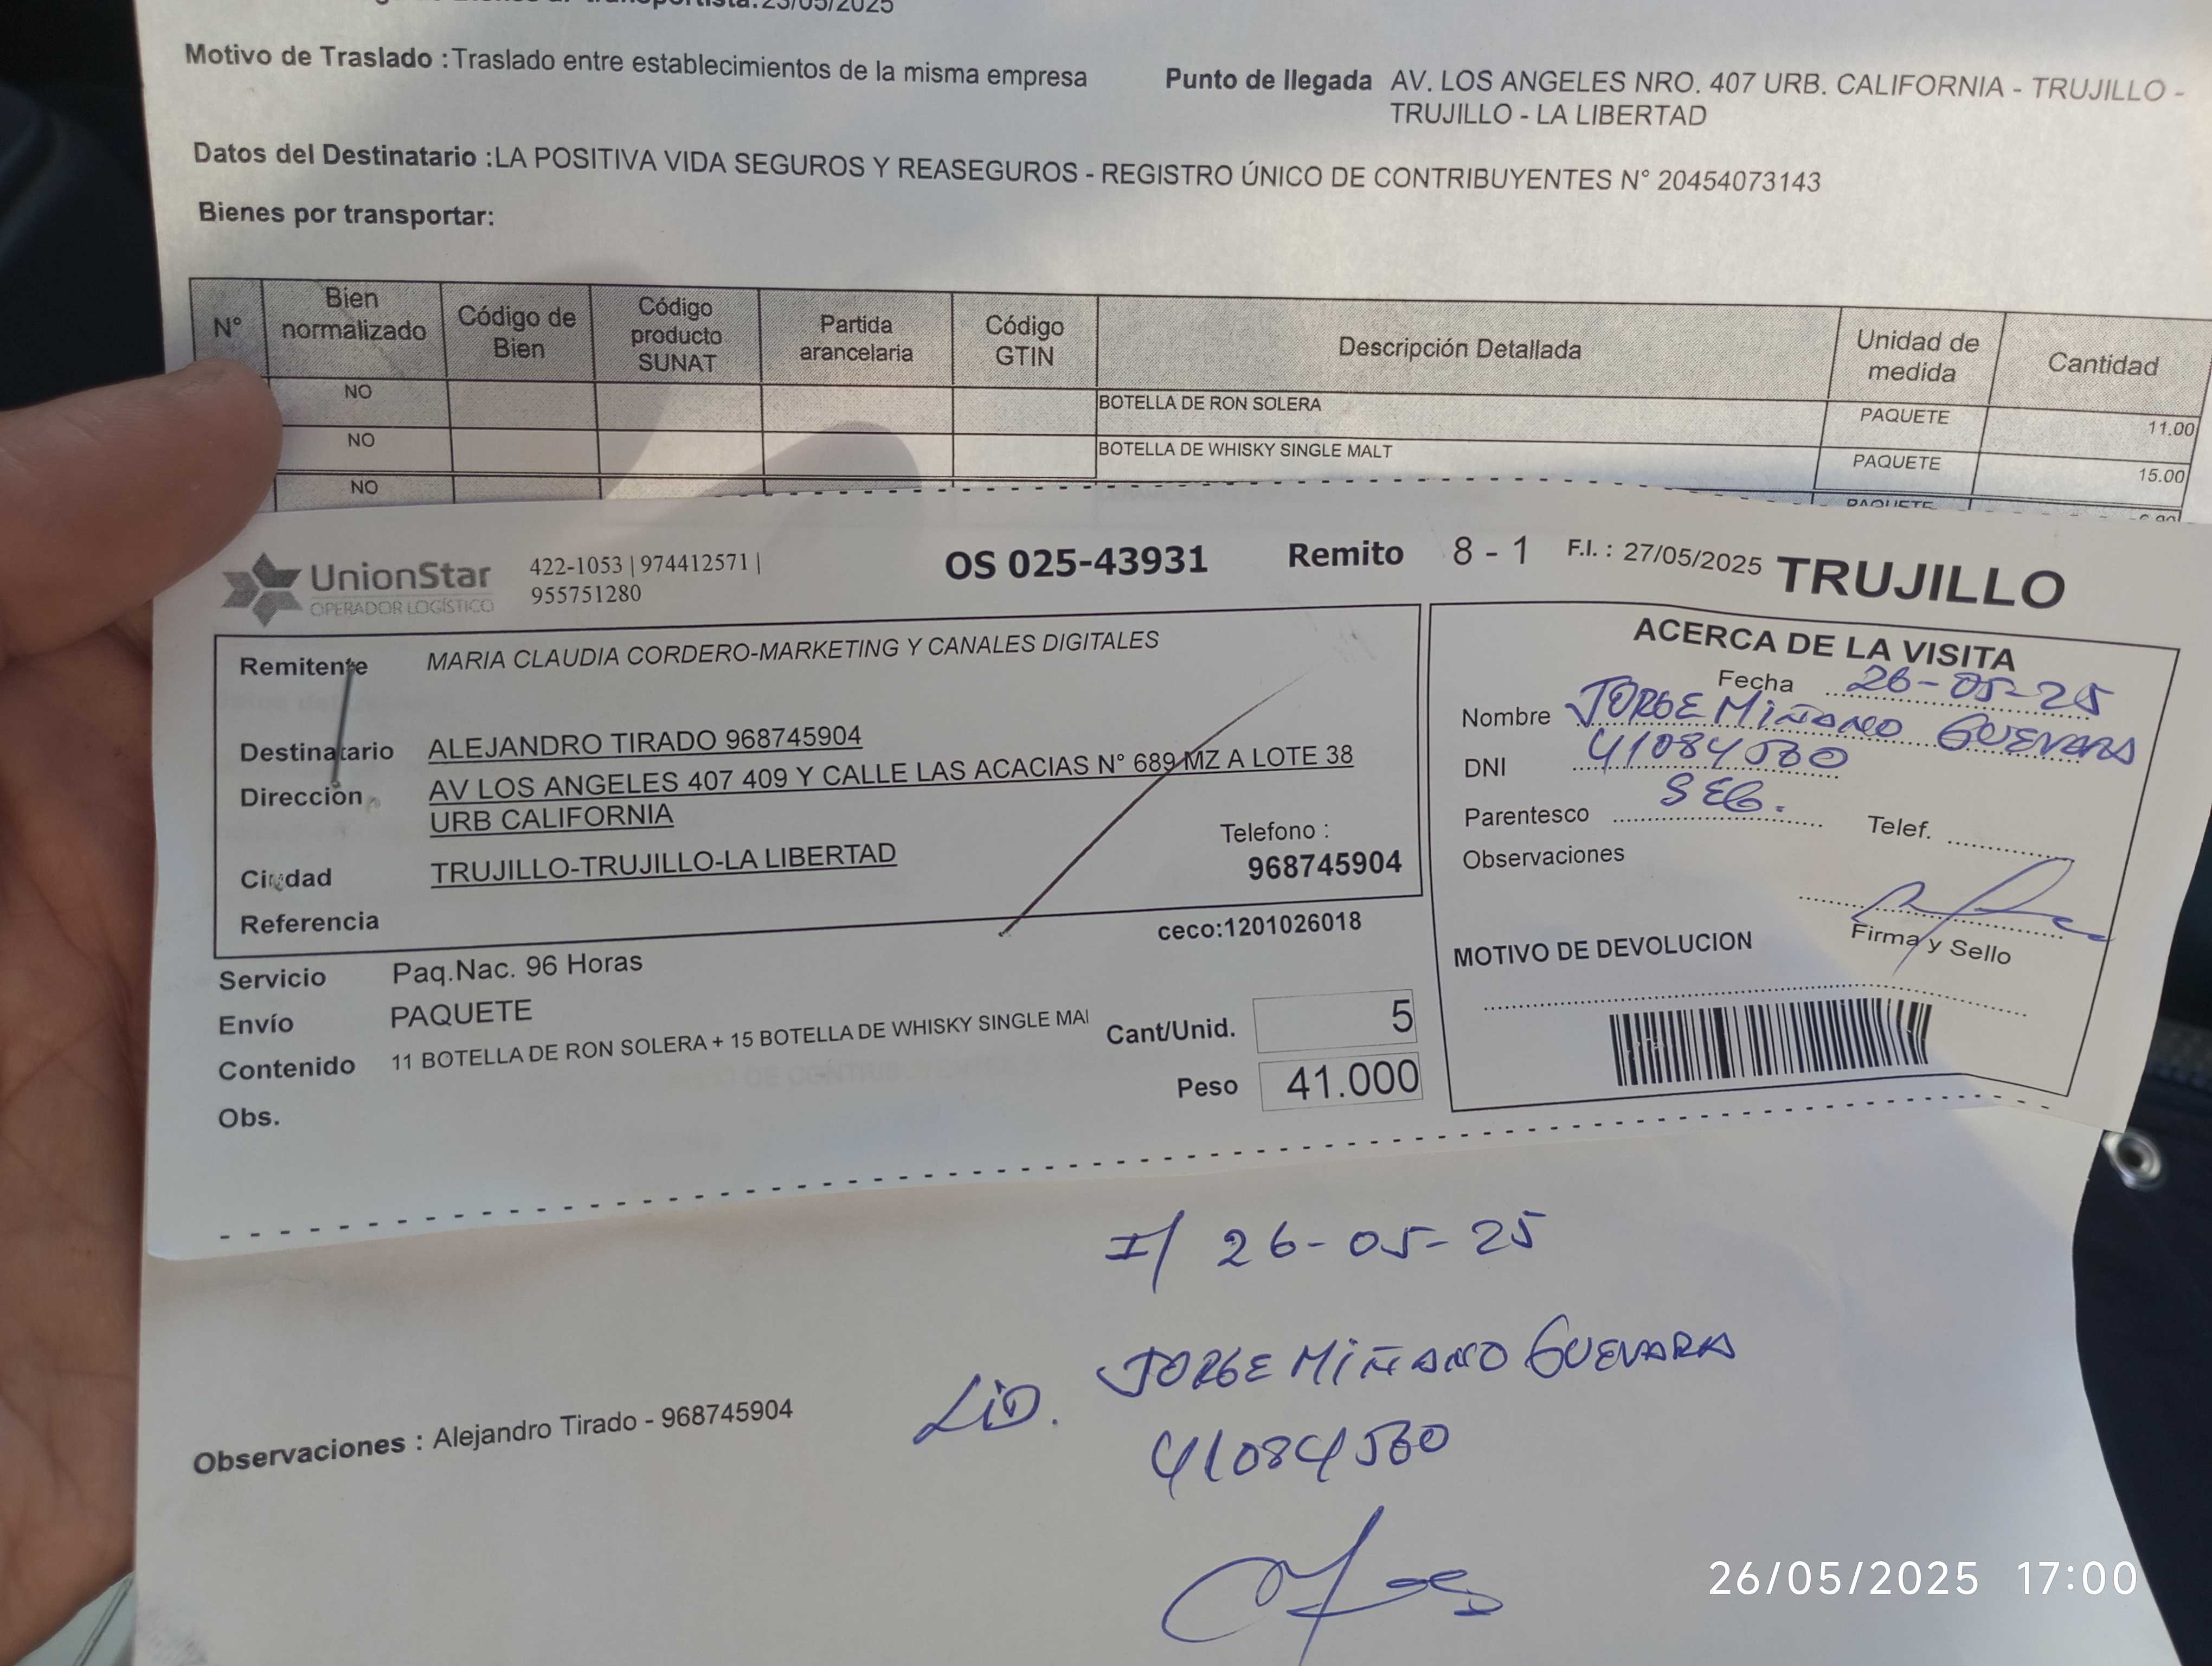 transportista:23/05/2025
Motivo de Traslado : Traslado entre establecimientos de la misma empresa
Punto de llegada AV. LOS ANGELES NRO. 407 URB. CALIFORNIA - TRUJILLO -
TRUJILLO - LA LIBERTAD
Datos del Destinatario :LA POSITIVA VIDA SEGUROS Y REASEGUROS - REGISTRO ÚNICO DE CONTRIBUYENTES N° 20454073143
Bienes por transportar:
N° Bien normalizado Código de Bien Código producto SUNAT Partida arancelaria Código GTIN Descripción Detallada Unidad de medida Cantidad
NO BOTELLA DE RON SOLERA PAQUETE 11.00
NO BOTELLA DE WHISKY SINGLE MALT PAQUETE 15.00
NO PAQUETE
UnionStar
OPERADOR LOGÍSTICO
422-1053 | 974412571 |
955751280
OS 025-43931 Remito 8 - 1 F.I. : 27/05/2025 TRUJILLO
Remitente MARIA CLAUDIA CORDERO-MARKETING Y CANALES DIGITALES
Destinatario ALEJANDRO TIRADO 968745904
Dirección AV LOS ANGELES 407 409 Y CALLE LAS ACACIAS N° 689 MZ A LOTE 38
URB CALIFORNIA
Telefono :
968745904
Ciudad TRUJILLO-TRUJILLO-LA LIBERTAD
Referencia
ceco:1201026018
Servicio Paq.Nac. 96 Horas
Envío PAQUETE
Contenido 11 BOTELLA DE RON SOLERA + 15 BOTELLA DE WHISKY SINGLE MAL
Obs.
Cant/Unid. 5
Peso 41.000
ACERCA DE LA VISITA
Fecha 26-05-25
Nombre JORGE MIÑANO GUEVARA
DNI 41084560
Parentesco SEG.
Telef.
Observaciones
Firma y Sello
MOTIVO DE DEVOLUCION
I/ 26-05-25
LiD. JORGE MIÑANO GUEVARA
41084560
Observaciones : Alejandro Tirado - 968745904
26/05/2025 17:00